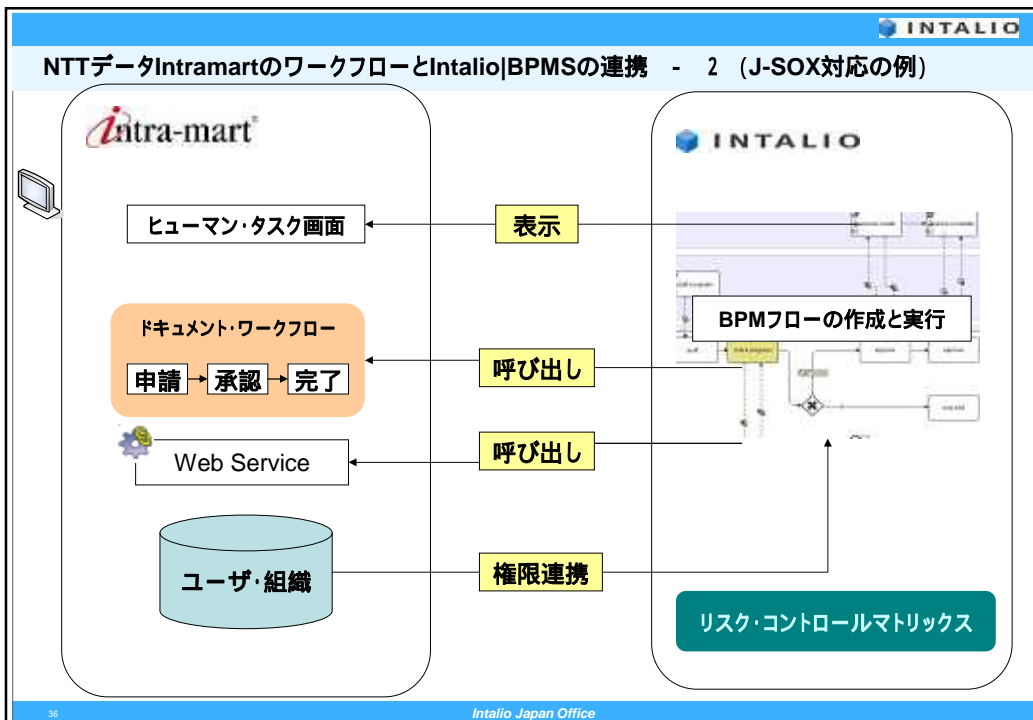 INTALIO
NTTデータIntramartのワークフローとIntalio|BPMSの連携 - 2 (J-SOX対応の例)
intra-mart®
INTALIO
ヒューマン・タスク画面
表示
BPMフローの作成と実行
ドキュメント・ワークフロー
申請
承認
完了
呼び出し
Web Service
呼び出し
ユーザ・組織
権限連携
リスク・コントロールマトリックス
36
Intalio Japan Office